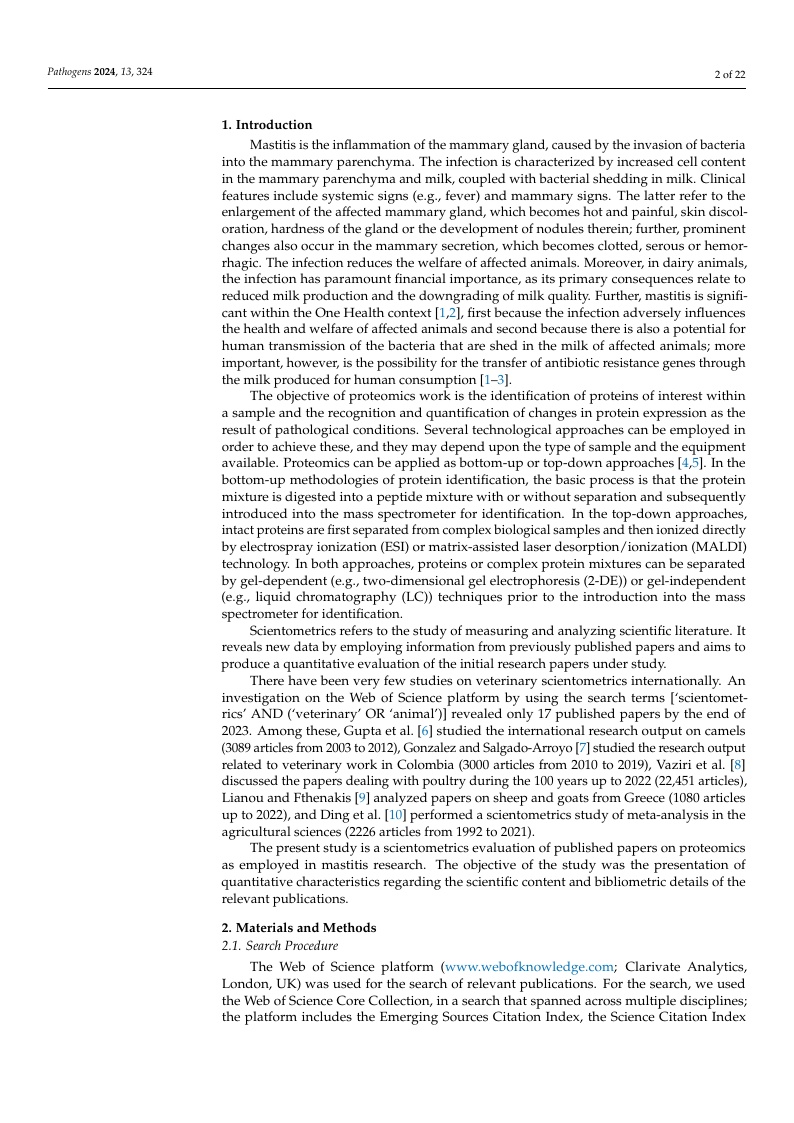 Pathogens 2024, 13, 324
2 of 22
1. Introduction
Mastitis is the inflammation of the mammary gland, caused by the invasion of bacteria
into the mammary parenchyma. The infection is characterized by increased cell content
in the mammary parenchyma and milk, coupled with bacterial shedding in milk. Clinical
features include systemic signs (e.g., fever) and mammary signs. The latter refer to the
enlargement of the affected mammary gland, which becomes hot and painful, skin discol-
oration, hardness of the gland or the development of nodules therein; further, prominent
changes also occur in the mammary secretion, which becomes clotted, serous or hemor-
rhagic. The infection reduces the welfare of affected animals. Moreover, in dairy animals,
the infection has paramount financial importance, as its primary consequences relate to
reduced milk production and the downgrading of milk quality. Further, mastitis is signifi-
cant within the One Health context [1,2], first because the infection adversely influences
the health and welfare of affected animals and second because there is also a potential for
human transmission of the bacteria that are shed in the milk of affected animals; more
important, however, is the possibility for the transfer of antibiotic resistance genes through
the milk produced for human consumption [1–3].
The objective of proteomics work is the identification of proteins of interest within
a sample and the recognition and quantification of changes in protein expression as the
result of pathological conditions. Several technological approaches can be employed in
order to achieve these, and they may depend upon the type of sample and the equipment
available. Proteomics can be applied as bottom-up or top-down approaches [4,5]. In the
bottom-up methodologies of protein identification, the basic process is that the protein
mixture is digested into a peptide mixture with or without separation and subsequently
introduced into the mass spectrometer for identification. In the top-down approaches,
intact proteins are first separated from complex biological samples and then ionized directly
by electrospray ionization (ESI) or matrix-assisted laser desorption/ionization (MALDI)
technology. In both approaches, proteins or complex protein mixtures can be separated
by gel-dependent (e.g., two-dimensional gel electrophoresis (2-DE)) or gel-independent
(e.g., liquid chromatography (LC)) techniques prior to the introduction into the mass
spectrometer for identification.
Scientometrics refers to the study of measuring and analyzing scientific literature. It
reveals new data by employing information from previously published papers and aims to
produce a quantitative evaluation of the initial research papers under study.
There have been very few studies on veterinary scientometrics internationally. An
investigation on the Web of Science platform by using the search terms [‘scientomet-
rics’ AND (‘veterinary’ OR ‘animal’)] revealed only 17 published papers by the end of
2023. Among these, Gupta et al. [6] studied the international research output on camels
(3089 articles from 2003 to 2012), Gonzalez and Salgado-Arroyo [7] studied the research output
related to veterinary work in Colombia (3000 articles from 2010 to 2019), Vaziri et al. [8]
discussed the papers dealing with poultry during the 100 years up to 2022 (22,451 articles),
Lianou and Fthenakis [9] analyzed papers on sheep and goats from Greece (1080 articles
up to 2022), and Ding et al. [10] performed a scientometrics study of meta-analysis in the
agricultural sciences (2226 articles from 1992 to 2021).
The present study is a scientometrics evaluation of published papers on proteomics
as employed in mastitis research. The objective of the study was the presentation of
quantitative characteristics regarding the scientific content and bibliometric details of the
relevant publications.
2. Materials and Methods
2.1. Search Procedure
The Web of Science platform (www.webofknowledge.com; Clarivate Analytics,
London, UK) was used for the search of relevant publications. For the search, we used
the Web of Science Core Collection, in a search that spanned across multiple disciplines;
the platform includes the Emerging Sources Citation Index, the Science Citation Index